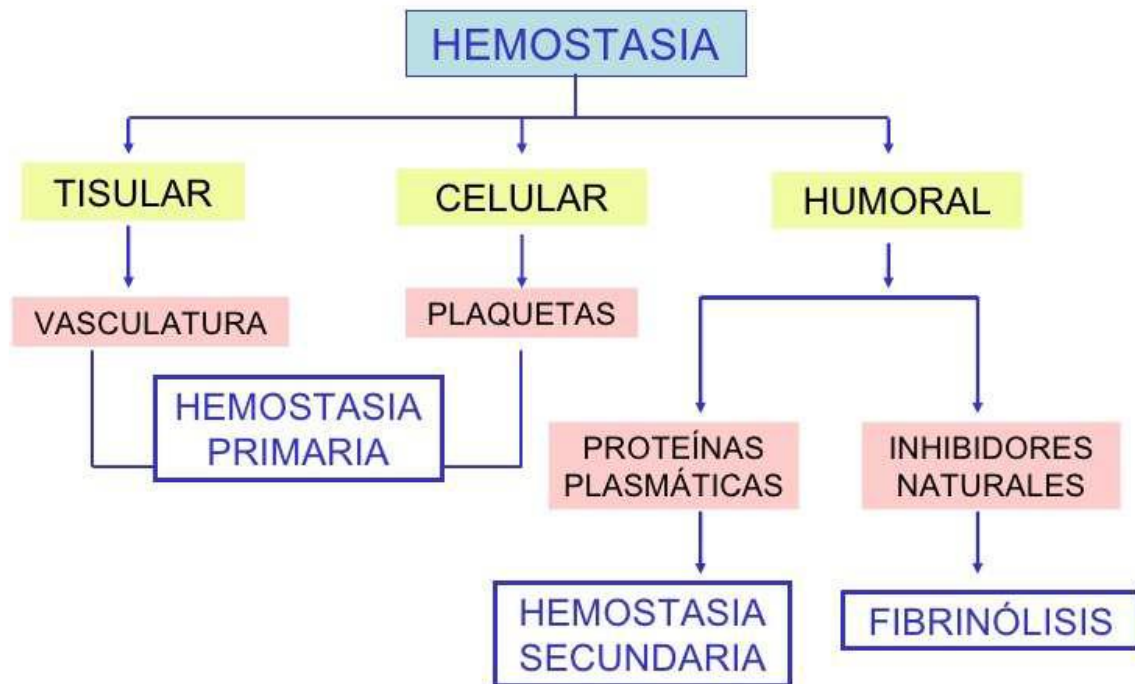 HEMOSTASIA
TISULAR
CELULAR
HUMORAL
VASCULATURA
PLAQUETAS
HEMOSTASIA
PRIMARIA
PROTEÍNAS
PLASMÁTICAS
INHIBIDORES
NATURALES
HEMOSTASIA
SECUNDARIA
FIBRINÓLISIS